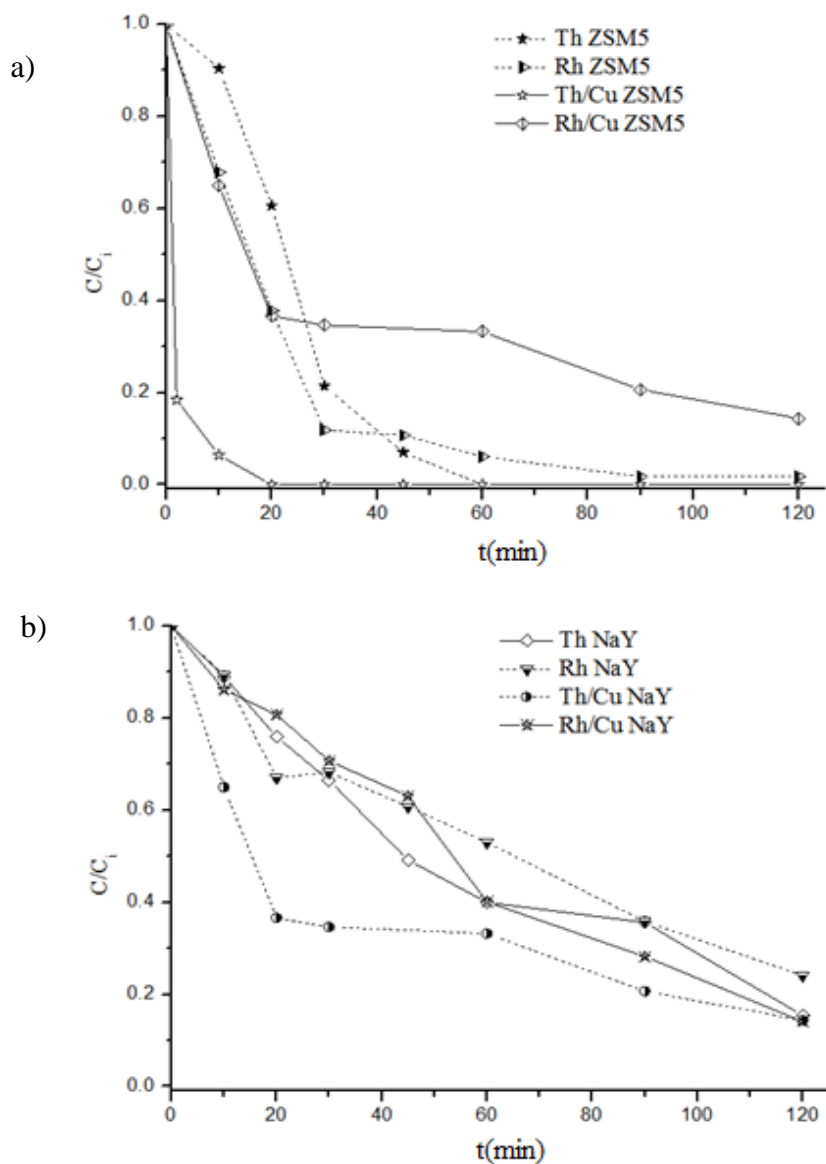 a)
1.0
0.8
0.6
0.4
0.2
0.0
C/Ci
Th ZSM5
Rh ZSM5
Th/Cu ZSM5
Rh/Cu ZSM5
0 20 40 60 80 100 120
t(min)
b)
1.0
0.8
0.6
0.4
0.2
0.0
C/Ci
Th NaY
Rh NaY
Th/Cu NaY
Rh/Cu NaY
0 20 40 60 80 100 120
t(min)